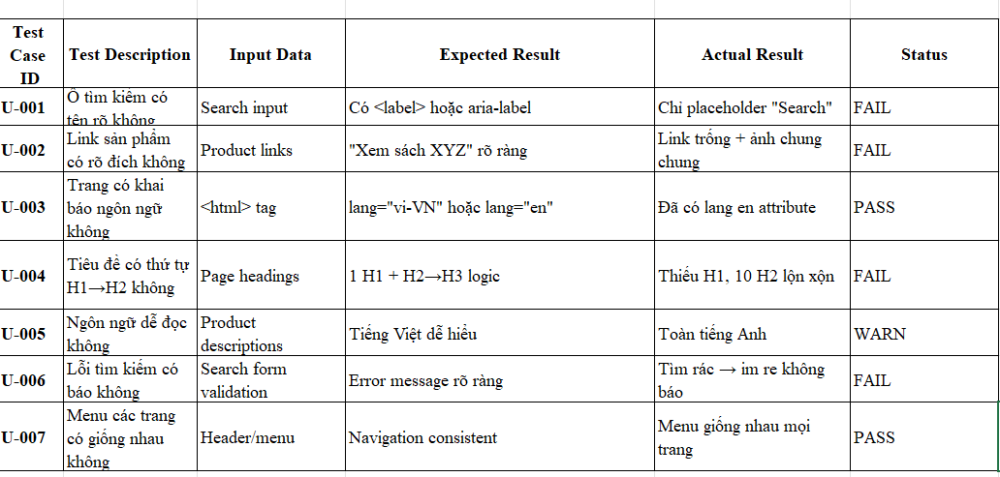 Test Case ID
Test Description
Input Data
Expected Result
Actual Result
Status
U-001
Ô tìm kiếm có
tên rõ không
Search input
Có <label> hoặc aria-label
Chỉ placeholder "Search"
FAIL
U-002
Link sản phẩm
có rõ đích không
Product links
"Xem sách XYZ" rõ ràng
Link trống + ảnh chung
chung
FAIL
U-003
Trang có khai
báo ngôn ngữ
không
<html> tag
lang="vi-VN" hoặc lang="en"
Đã có lang en attribute
PASS
U-004
Tiêu đề có thứ tự
H1→H2 không
Page headings
1 H1 + H2→H3 logic
Thiếu H1, 10 H2 lộn xộn
FAIL
U-005
Ngôn ngữ dễ đọc
không
Product
descriptions
Tiếng Việt dễ hiểu
Toàn tiếng Anh
WARN
U-006
Lỗi tìm kiếm có
báo không
Search form
validation
Error message rõ ràng
Tìm rác → im re không
báo
FAIL
U-007
Menu các trang
có giống nhau
không
Header/menu
Navigation consistent
Menu giống nhau mọi
trang
PASS